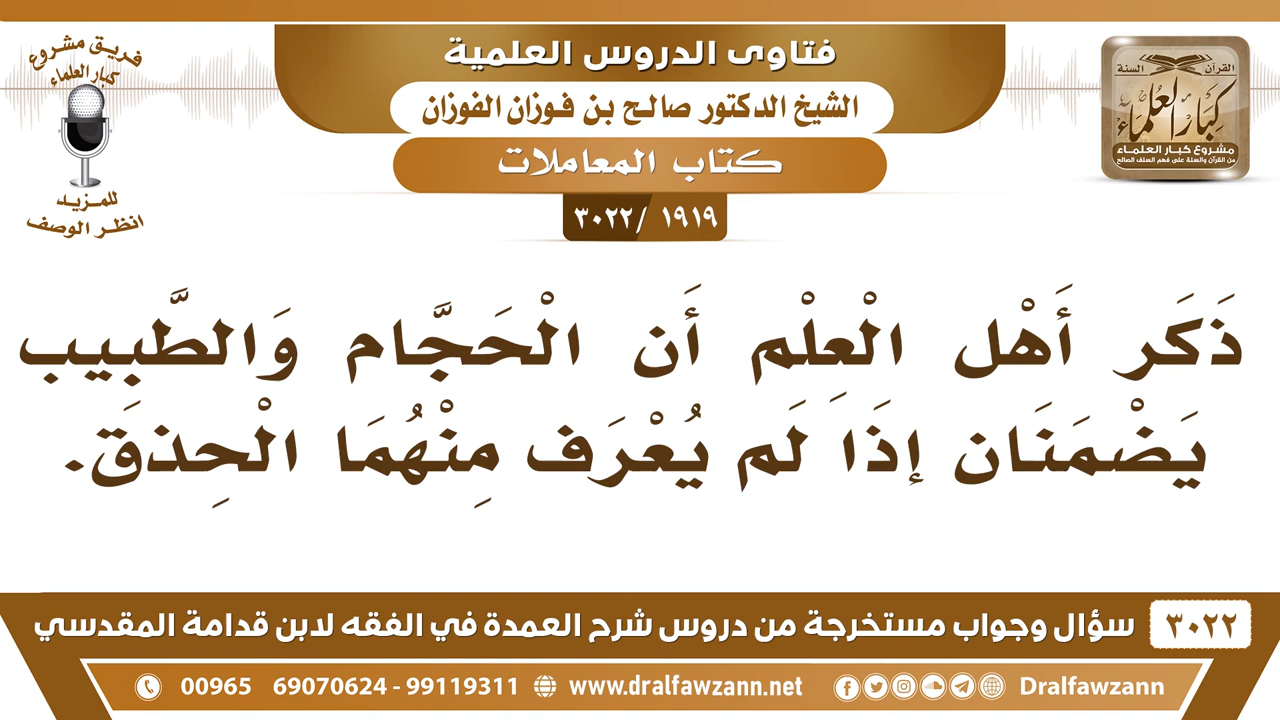 فتاوى الدروس العلمية
الشيخ الدكتور صالح بن فوزان الفوزان
كتاب المعاملات
١٩١٩ /٣٠٢٢
فريق مشروع
كبار العلماء
للمزيد
انظر الوصف
القرآن السنة
كبار العلماء
مشروع كبار العلماء
من القرآن والسنة على فهم السلف الصالح
ذَكَرَ أَهْل الْعِلْمِ أَن الْحَجَّام وَالطَّبِيب
يَضْمَنَان إِذَا لَم يُعْرَف مِنْهُمَا الْحِذقَ.
٣٠٢٢ سؤال وجواب مستخرجة من دروس شرح العمدة في الفقه لابن قدامة المقدسي
00965 69070624 - 99119311 www.dralfawzann.net Dralfawzann